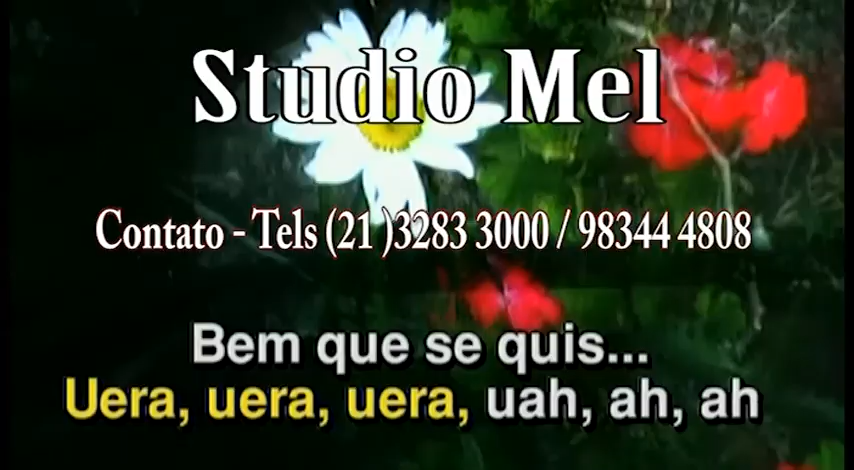 Studio Mel
Contato - Tels (21 )3283 3000 / 98344 4808
Bem que se quis...
Uera, uera, uera, uah, ah, ah